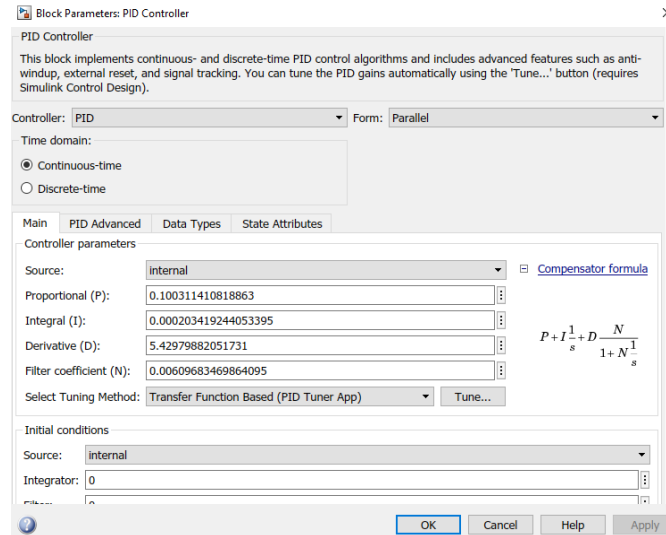 Block Parameters: PID Controller
PID Controller
This block implements continuous- and discrete-time PID control algorithms and includes advanced features such as anti-
windup, external reset, and signal tracking. You can tune the PID gains automatically using the 'Tune...' button (requires
Simulink Control Design).
Controller: PID Form: Parallel
Time domain:
Continuous-time
Discrete-time
Main PID Advanced Data Types State Attributes
Controller parameters
Source: internal Compensator formula
Proportional (P): 0.100311410818863
Integral (I): 0.000203419244053395
Derivative (D): 5.42979882051731
Filter coefficient (N): 0.00609683469864095
P+I 1/s +D N/(1+N 1/s)
Select Tuning Method: Transfer Function Based (PID Tuner App) Tune...
Initial conditions
Source: internal
Integrator: 0
OK Cancel Help Apply